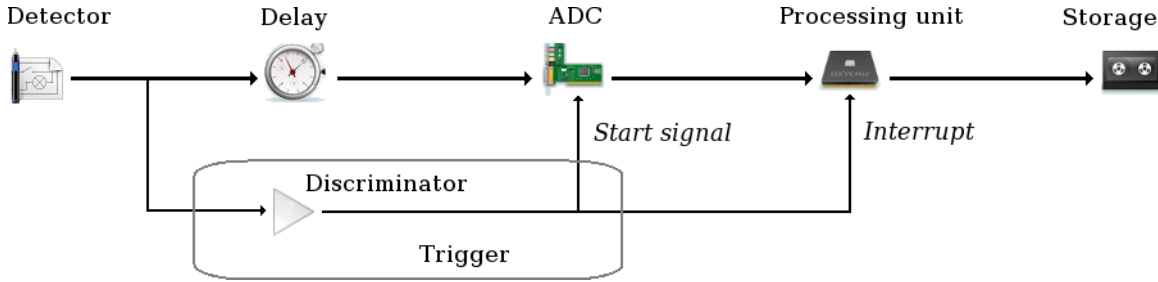 Detector
Delay
ADC
Processing unit
Storage
Start signal
Interrupt
Discriminator
Trigger